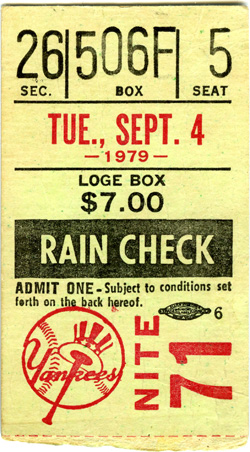 26 506F 5
SEC. BOX SEAT
TUE., SEPT. 4
—1979—
LOGE BOX
$7.00
RAIN CHECK
ADMIT ONE-Subject to conditions set
forth on the back hereof.
6
Yankees
NITE
71